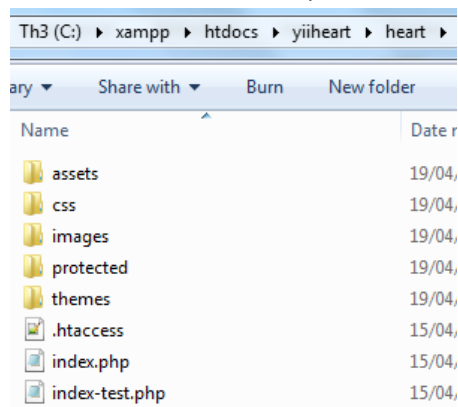 Th3 (C:) ▸ xampp ▸ htdocs ▸ yiiheart ▸ heart ▸
ary ▾ Share with ▾ Burn New folder
Name Date
assets 19/04/
css 19/04/
images 19/04/
protected 19/04/
themes 19/04/
.htaccess 15/04/
index.php 15/04/
index-test.php 15/04/